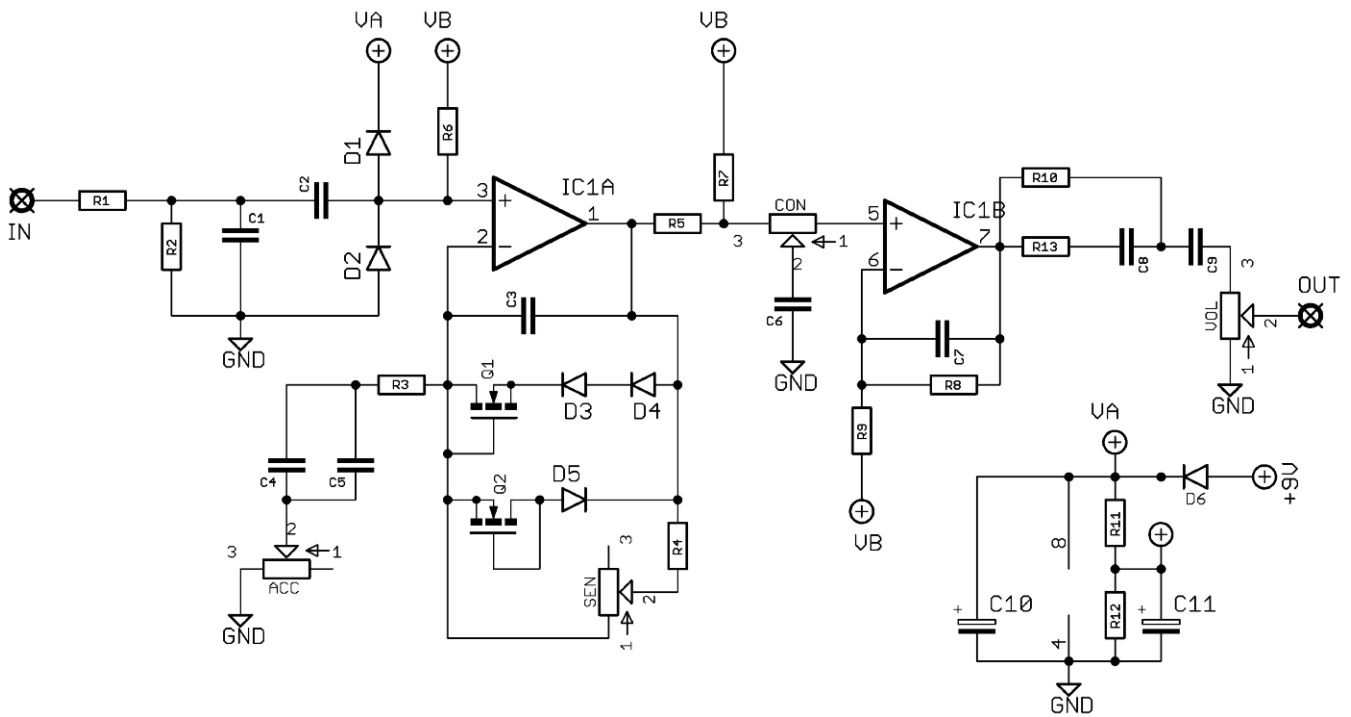 VA
VB
VB
R6
D1
IC1A
C2
3
+
R7
CON
5
IC1B
R10
IN
R1
1
R5
3
1
+
7
R13
C1
2
−
2
6
−
C8
C9
3
R2
D2
OUT
C3
C6
VOL
2
GND
GND
C7
1
R3
Q1
R8
GND
D3
D4
VA
R9
C4
C5
Q2
D5
D6
+9V
R11
2
3
R4
VB
8
3
1
SEN
2
ACC
+
C10
R12
+
C11
GND
1
4
GND